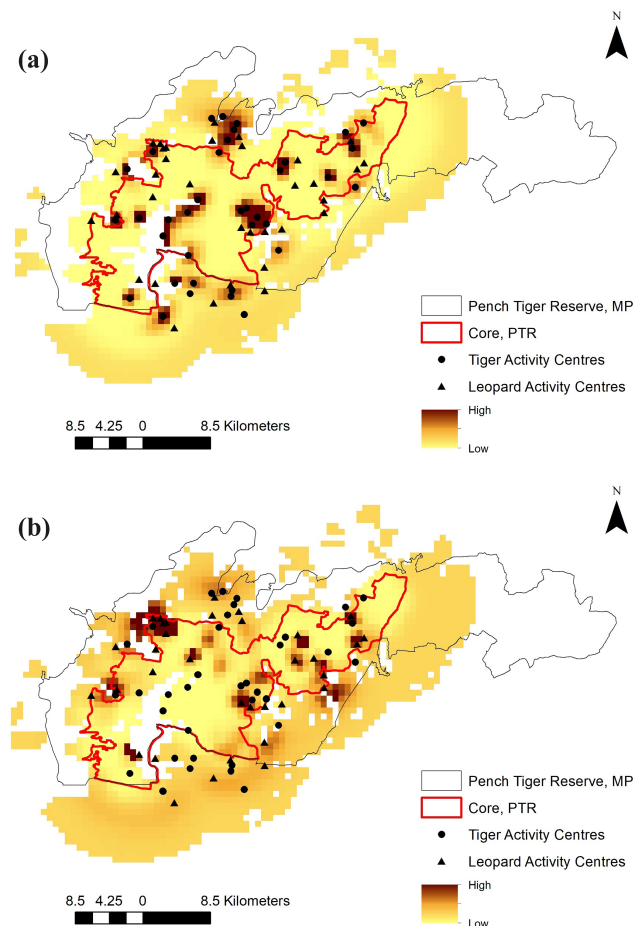 (a)
N
Pench Tiger Reserve, MP
Core, PTR
Tiger Activity Centres
Leopard Activity Centres
High
Low
8.5 4.25 0 8.5 Kilometers
(b)
N
Pench Tiger Reserve, MP
Core, PTR
Tiger Activity Centres
Leopard Activity Centres
High
Low
8.5 4.25 0 8.5 Kilometers